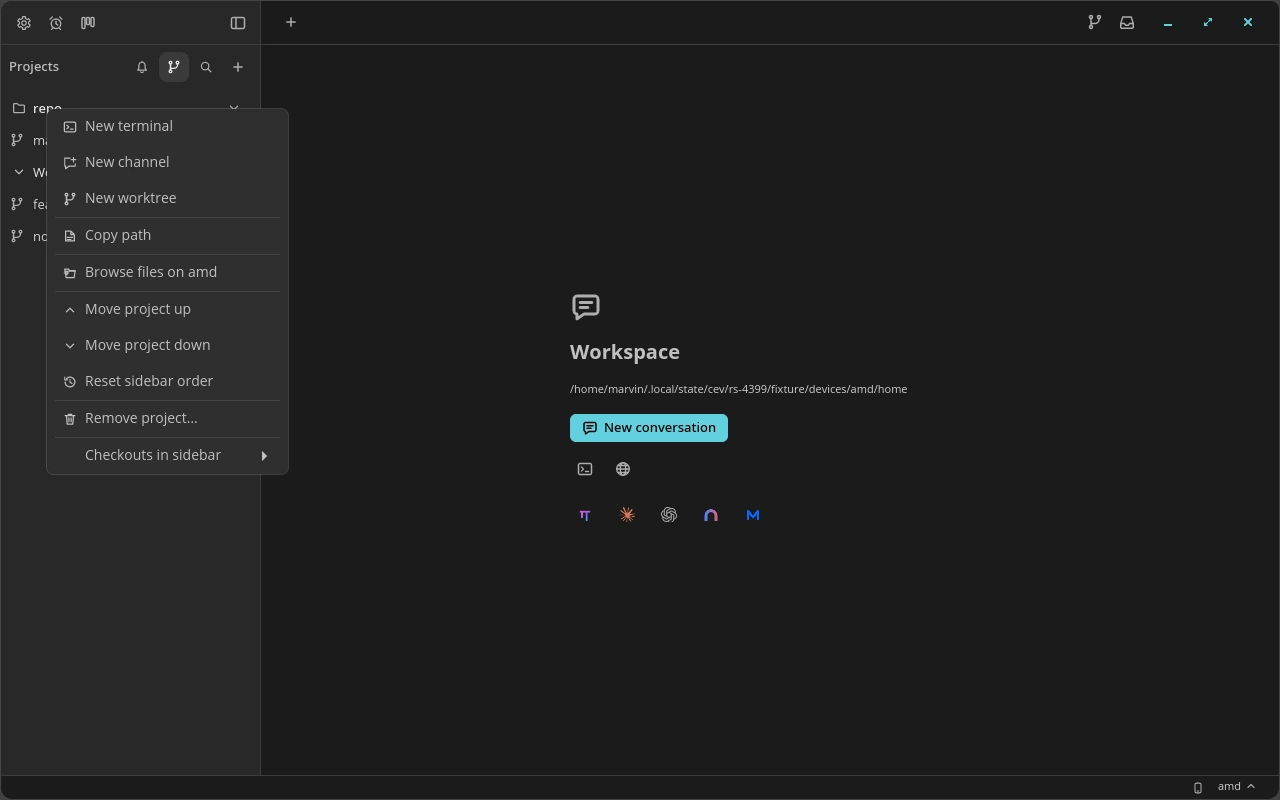 Projects
repo
New terminal
New channel
New worktree
Copy path
Browse files on amd
Move project up
Move project down
Reset sidebar order
Remove project...
Checkouts in sidebar
Workspace
/home/marvin/.local/state/cev/rs-4399/fixture/devices/amd/home
New conversation
amd